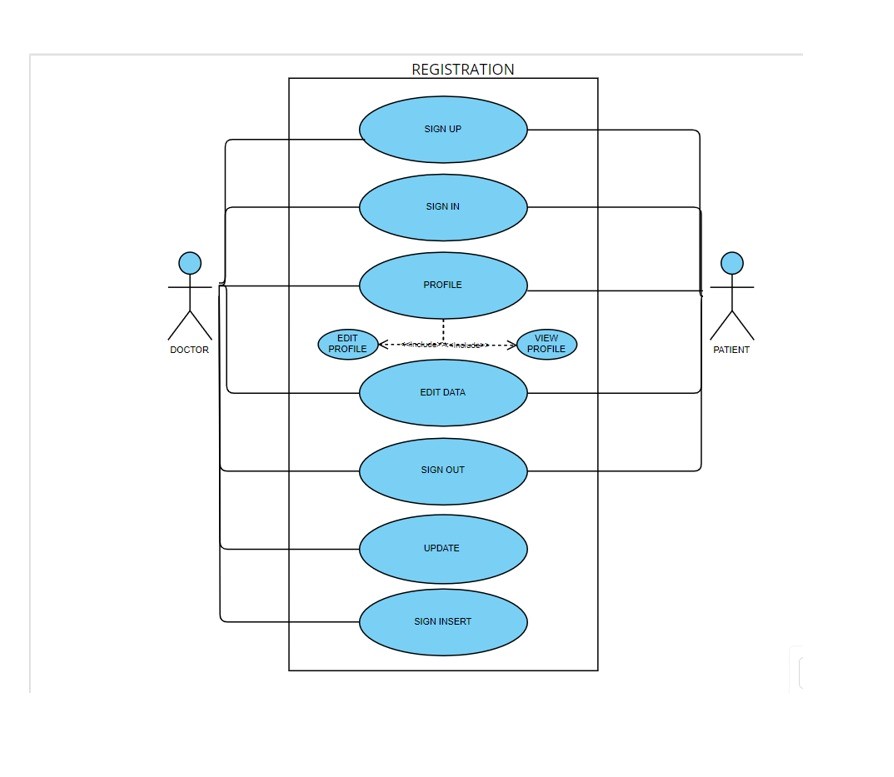 REGISTRATION
SIGN UP
SIGN IN
PROFILE
DOCTOR
EDIT
PROFILE
<<Include>>
<<Include>>
VIEW
PROFILE
PATIENT
EDIT DATA
SIGN OUT
UPDATE
SIGN INSERT